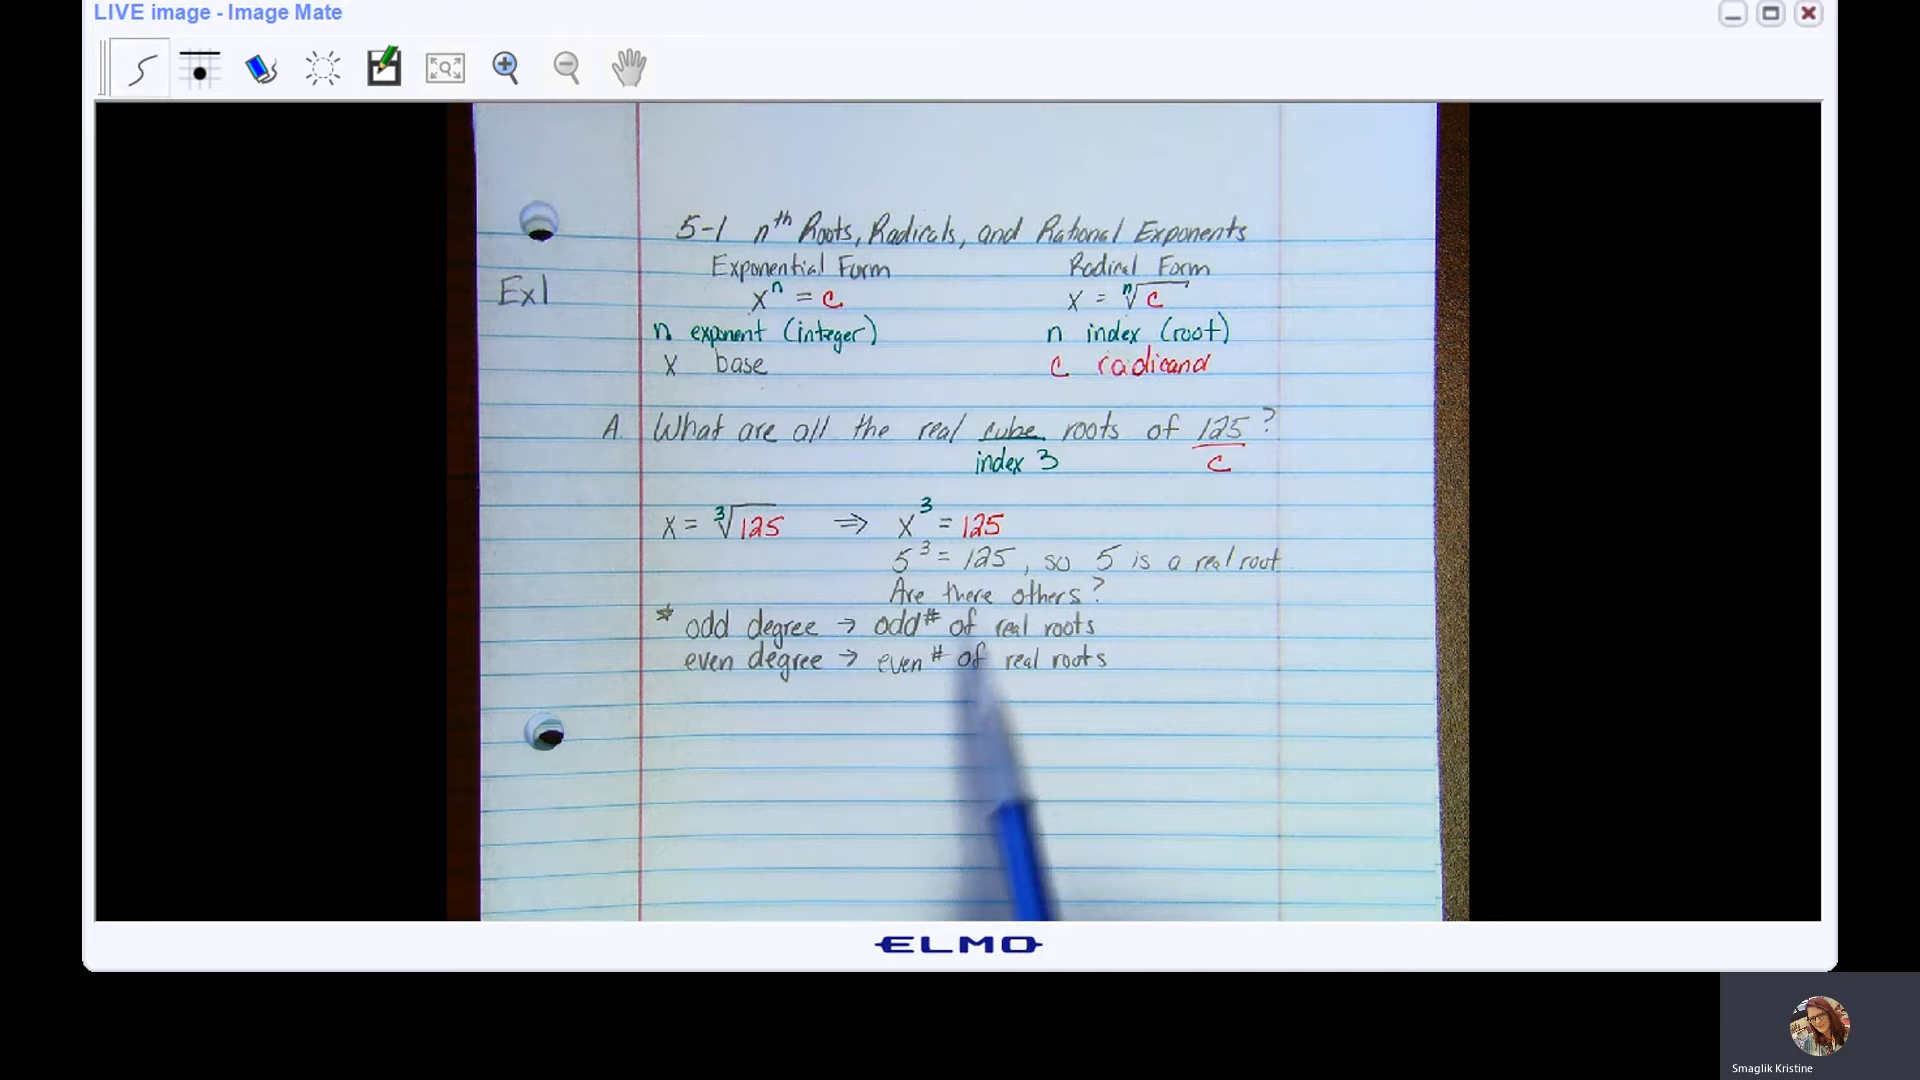 LIVE image - Image Mate
5-1 nth Roots, Radicals, and Rational Exponents
Exponential Form Radical Form
Ex1
xⁿ = c x = ⁿ√c
n exponent (integer) n index (root)
x base c radicand
A. What are all the real cube roots of 125?
index 3 c
x = ³√125 ⇒ x³ = 125
5³ = 125, so 5 is a real root
Are there others?
* odd degree → odd # of real roots
even degree → even # of real roots
ELMO
Smaglik Kristine